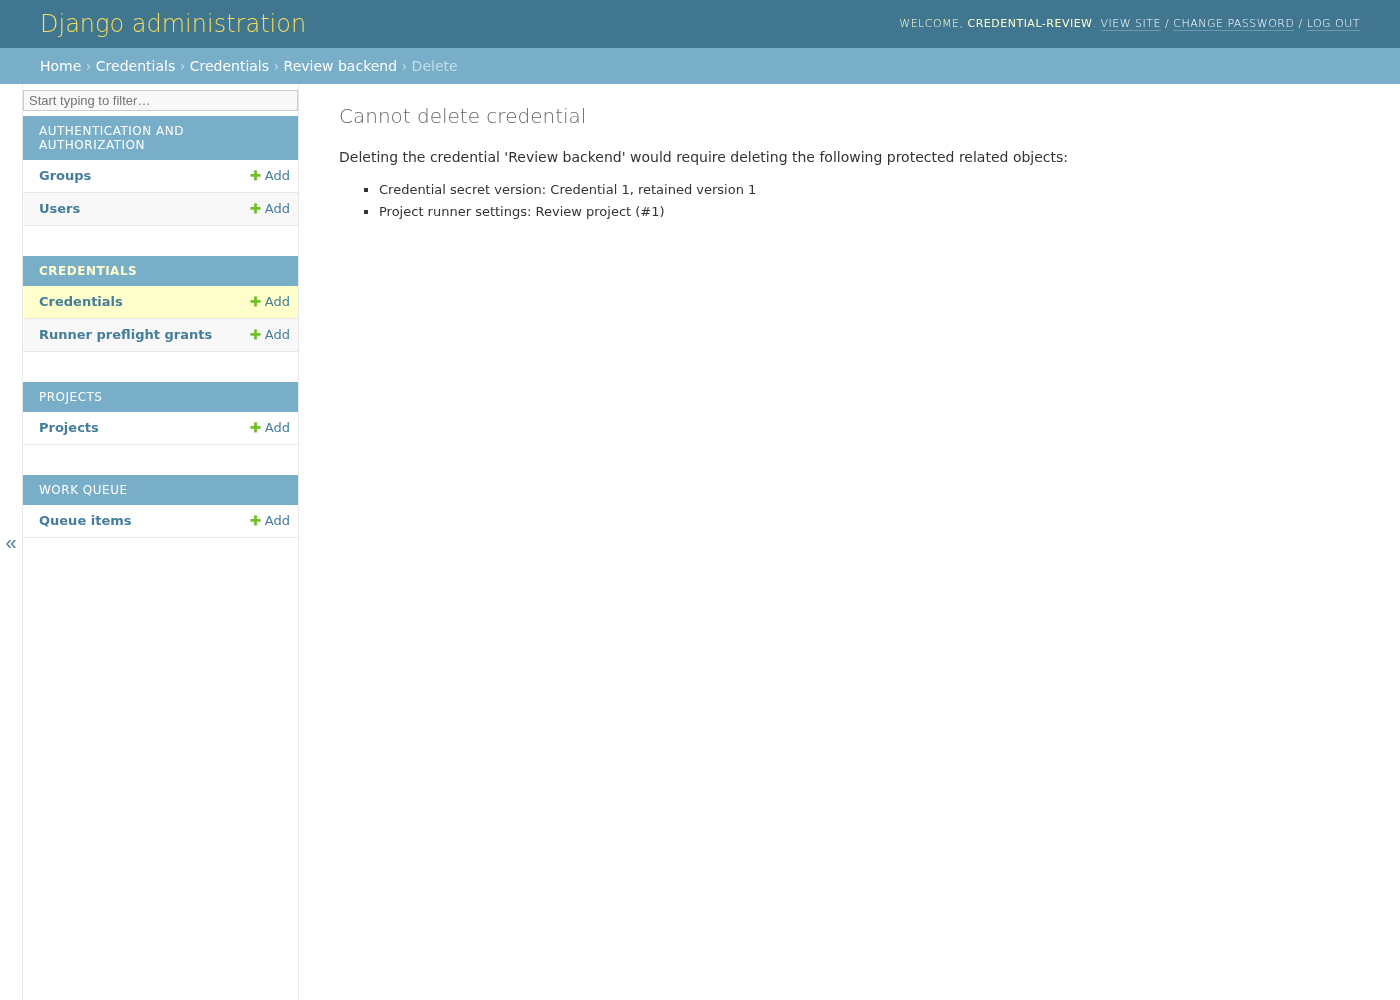 Django administration
WELCOME, CREDENTIAL-REVIEW. VIEW SITE / CHANGE PASSWORD / LOG OUT
Home › Credentials › Credentials › Review backend › Delete
Start typing to filter…
AUTHENTICATION AND
AUTHORIZATION
Groups Add
Users Add
CREDENTIALS
Credentials Add
Runner preflight grants Add
PROJECTS
Projects Add
WORK QUEUE
Queue items Add
«
Cannot delete credential
Deleting the credential 'Review backend' would require deleting the following protected related objects:
Credential secret version: Credential 1, retained version 1
Project runner settings: Review project (#1)